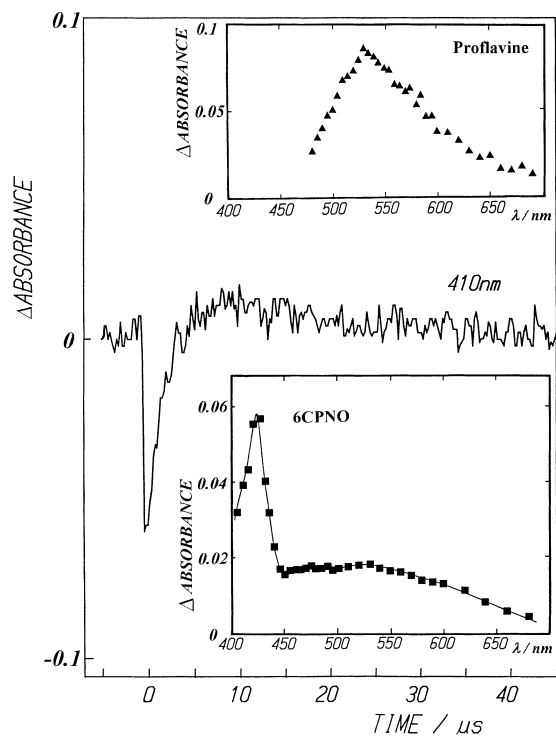 0.1
0
-0.1
ΔABSORBANCE
0.1
0.05
0
Δ ABSORBANCE
Proflavine
400 450 500 550 600 650
λ / nm
410nm
0.06
0.04
0.02
0
Δ ABSORBANCE
6CPNO
400 450 500 550 600 650
λ / nm
0 10 20 30 40
TIME / μs